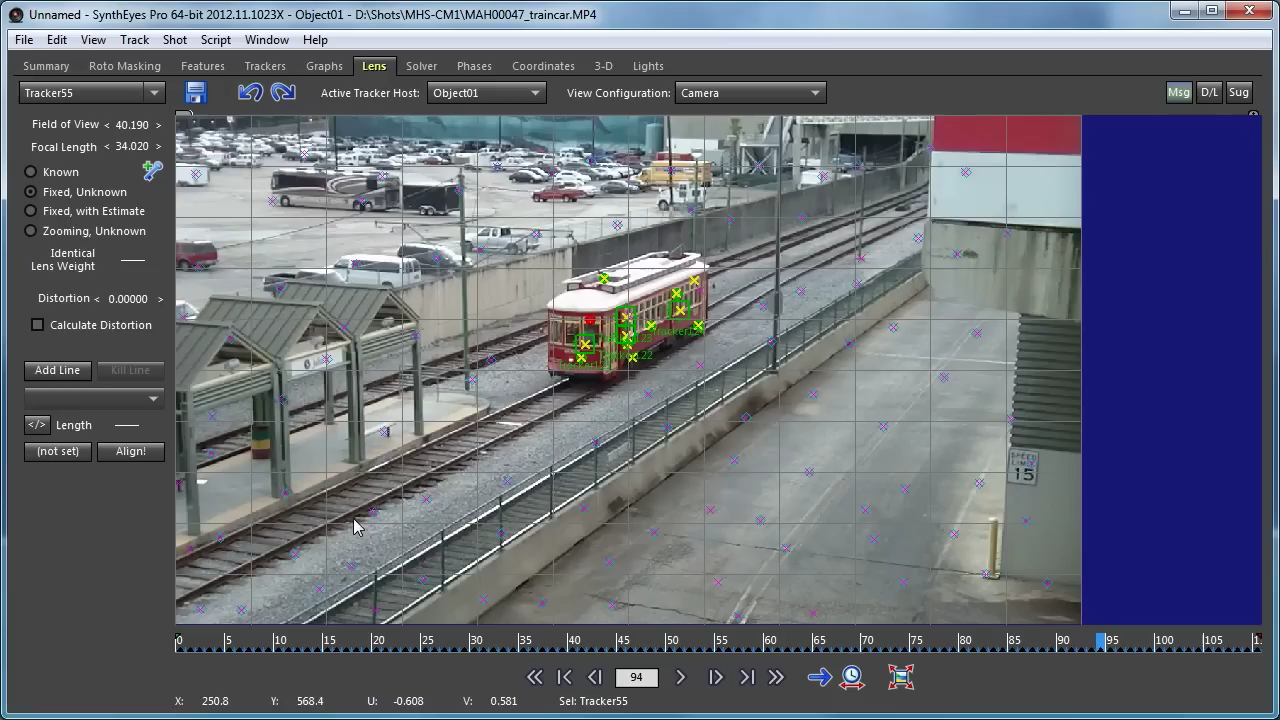 Unnamed - SynthEyes Pro 64-bit 2012.11.1023X - Object01 - D:\Shots\MHS-CM1\MAH00047_traincar.MP4
File Edit View Track Shot Script Window Help
Summary Roto Masking Features Trackers Graphs Lens Solver Phases Coordinates 3-D Lights
Tracker55 Active Tracker Host: Object01 View Configuration: Camera Msg D/L Sug
Field of View < 40.190 >
Focal Length < 34.020 >
Known
Fixed, Unknown
Fixed, with Estimate
Zooming, Unknown
Identical
Lens Weight
Distortion < 0.00000 >
Calculate Distortion
Add Line Kill Line
</> Length
(not set) Align!
SPEED
LIMIT
15
0 5 10 15 20 25 30 35 40 45 50 55 60 65 70 75 80 85 90 95 100 105
94
X: 250.8 Y: 568.4 U: -0.608 V: 0.581 Sel: Tracker55